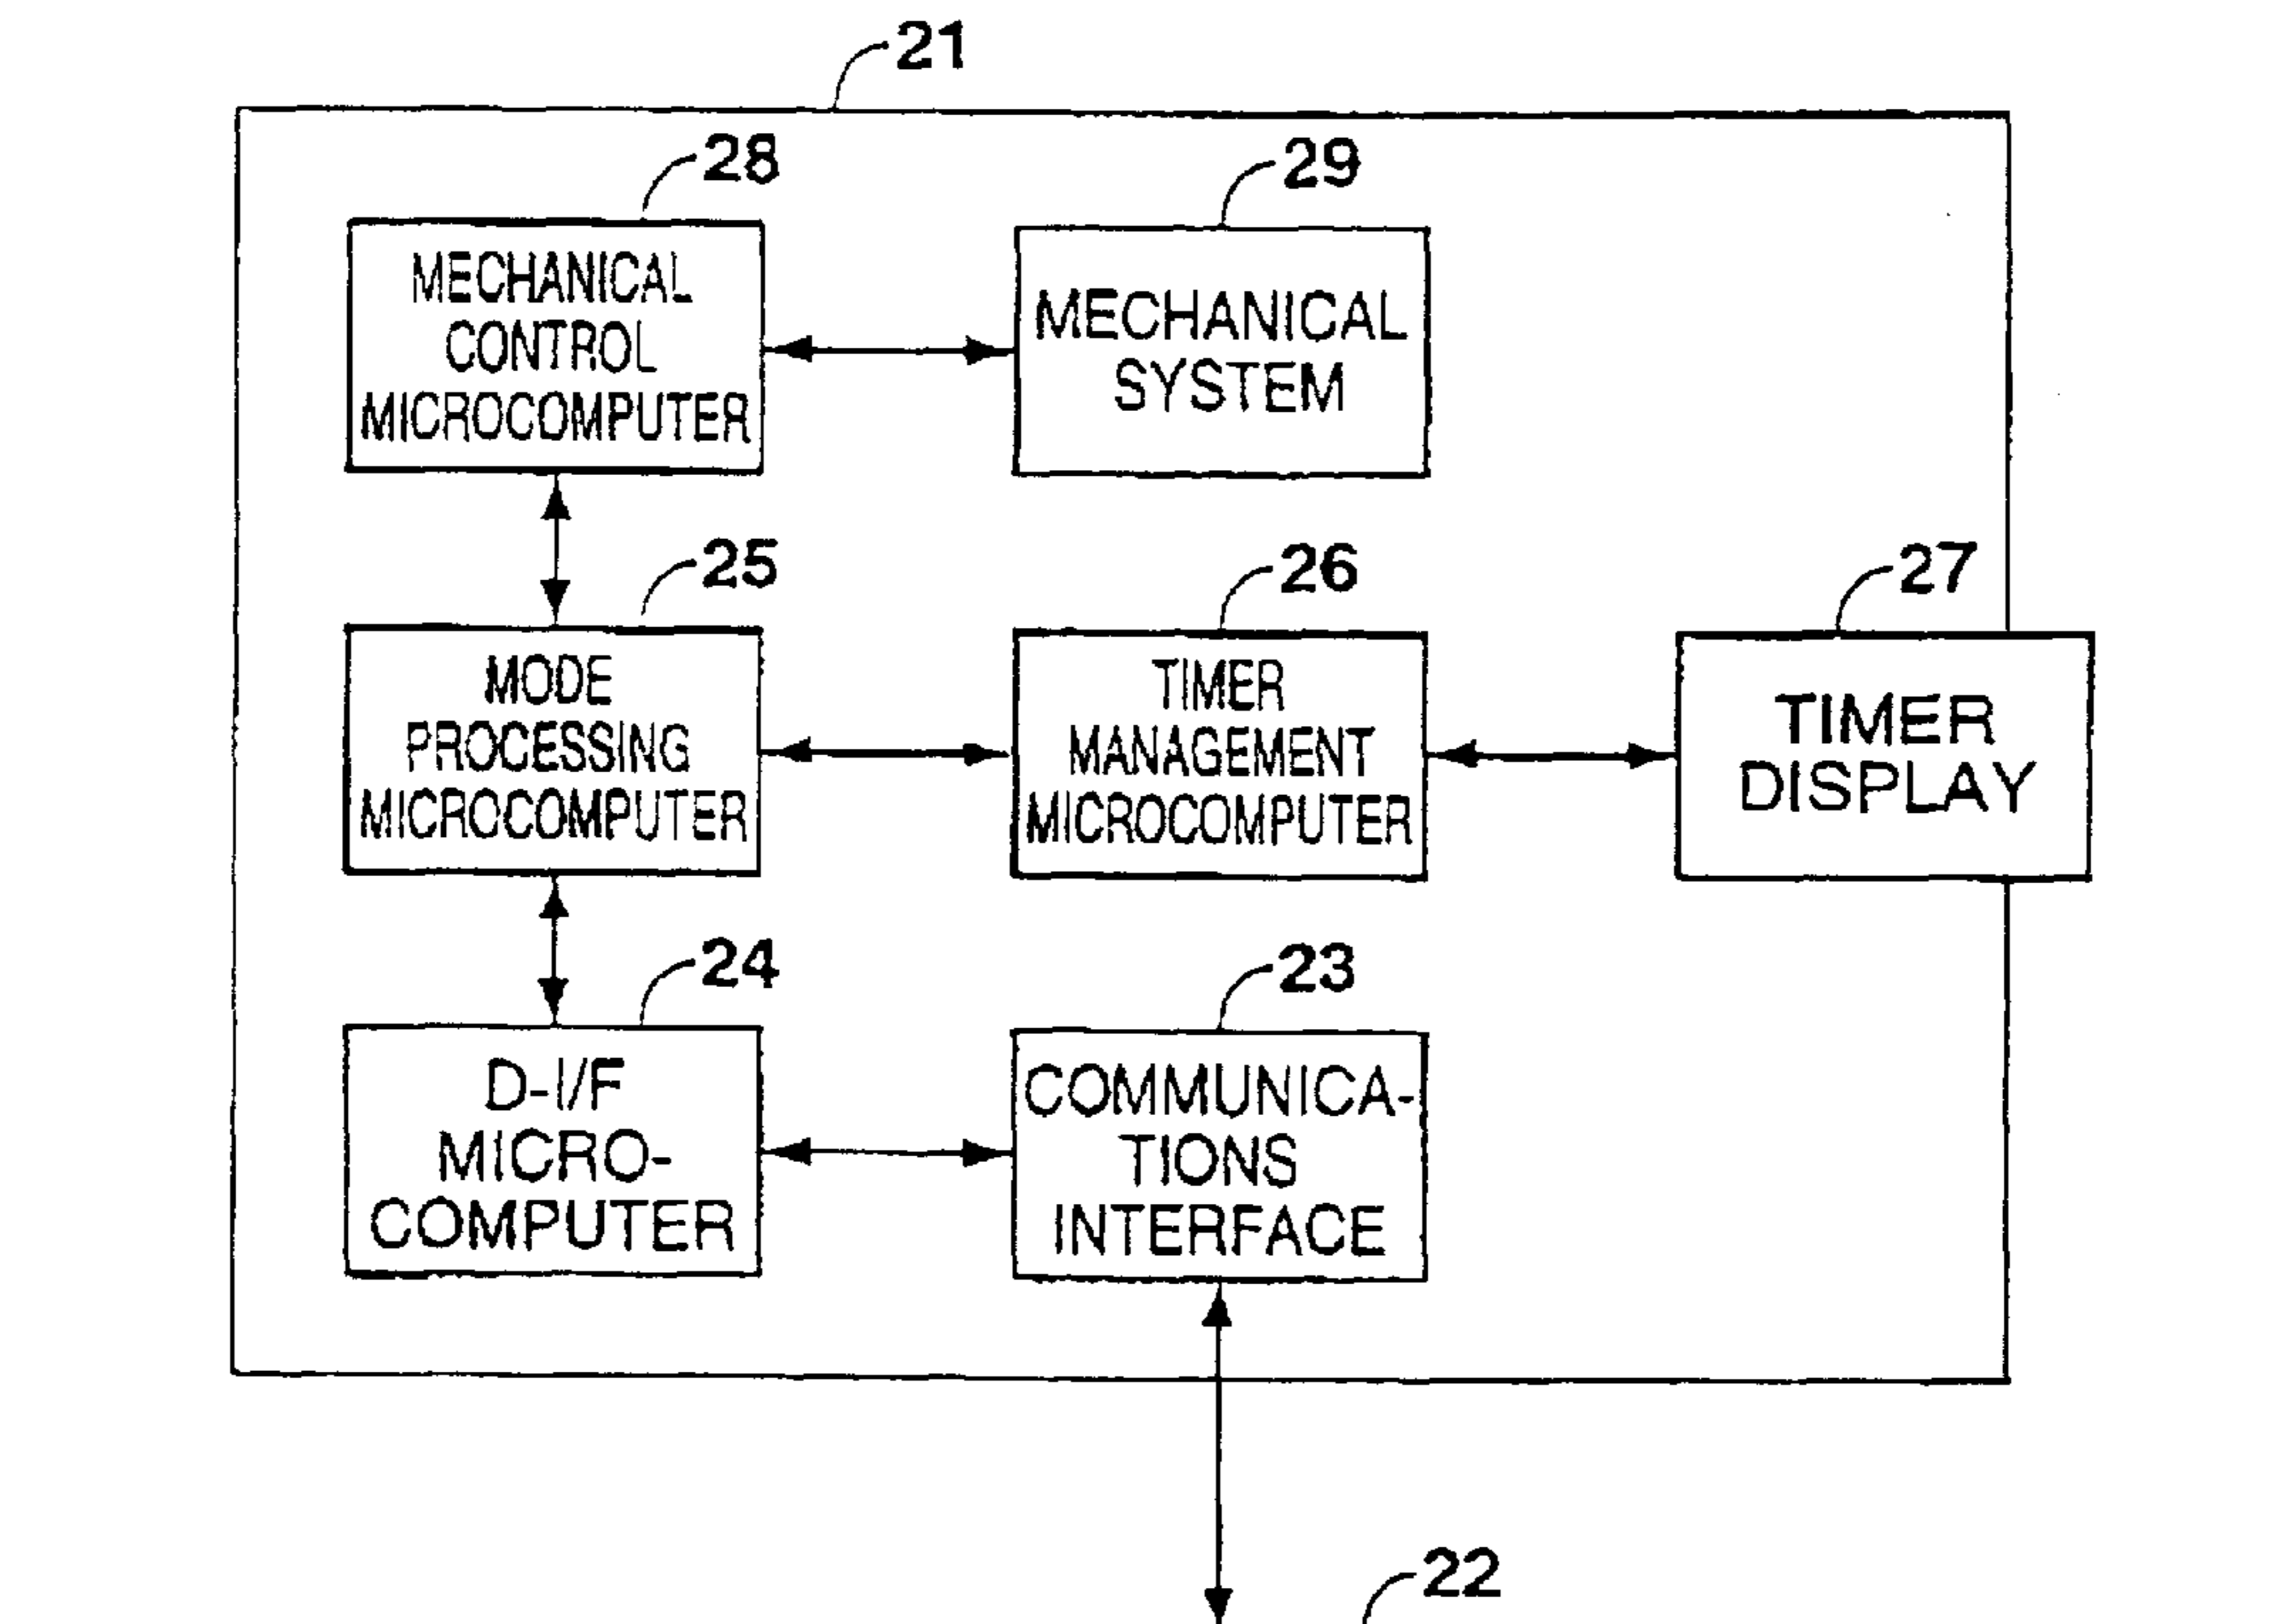 21
28
MECHANICAL
CONTROL
MICROCOMPUTER
29
MECHANICAL
SYSTEM
25
MODE
PROCESSING
MICROCOMPUTER
26
TIMER
MANAGEMENT
MICROCOMPUTER
27
TIMER
DISPLAY
24
D-I/F
MICRO-
COMPUTER
23
COMMUNICA-
TIONS
INTERFACE
22